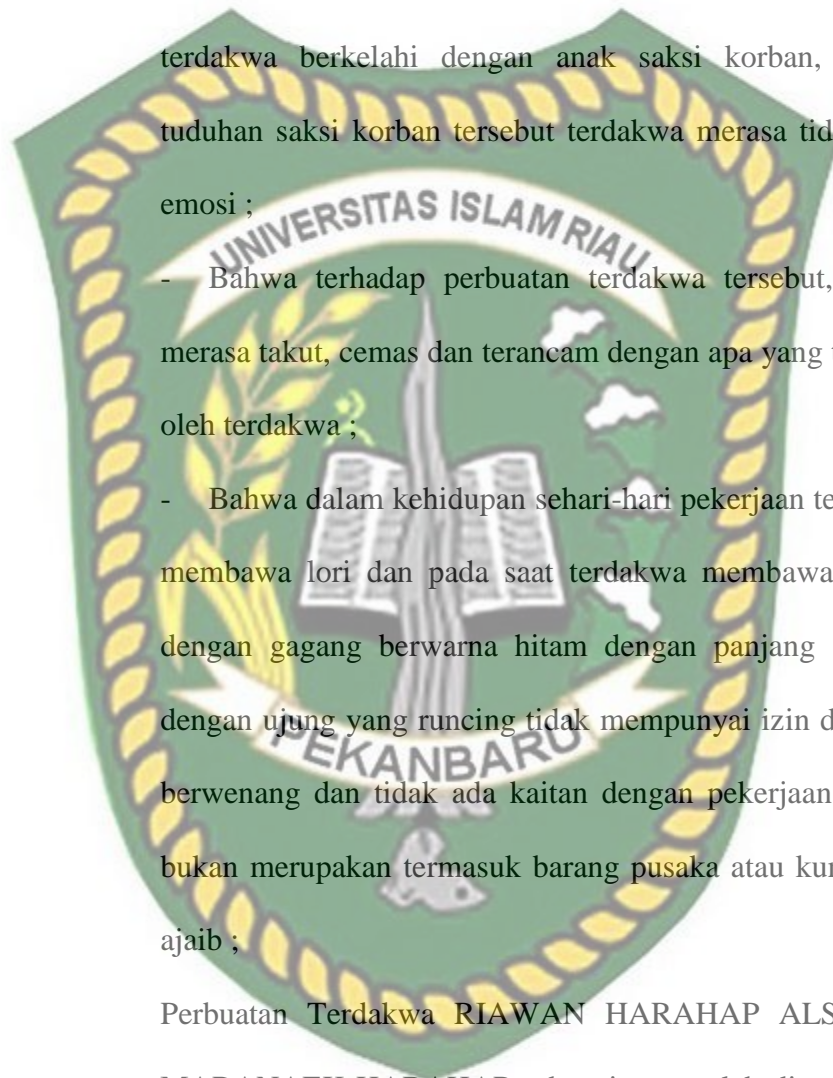 terdakwa berkelahi dengan anak saksi korban,
tuduhan saksi korban tersebut terdakwa merasa
emosi ;
UNIVERSITAS ISLAM RIAU
- Bahwa terhadap perbuatan terdakwa tersebut,
merasa takut, cemas dan terancam dengan apa yang
oleh terdakwa ;
- Bahwa dalam kehidupan sehari-hari pekerjaan
membawa lori dan pada saat terdakwa membawa
dengan gagang berwarna hitam dengan panjang
dengan ujung yang runcing tidak mempunyai izin
PEKANBARU
berwenang dan tidak ada kaitan dengan pekerjaan
bukan merupakan termasuk barang pusaka atau
ajaib ;
Perbuatan Terdakwa RIAWAN HARAHAP ALS